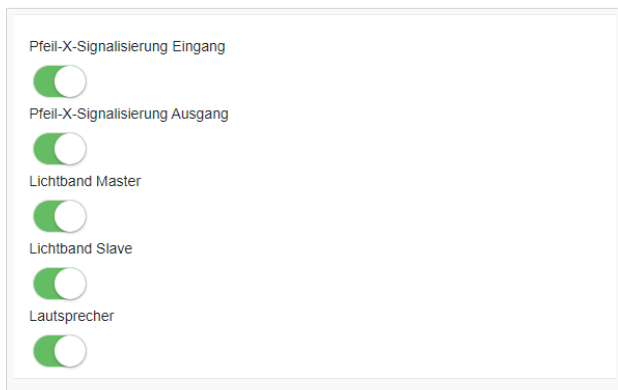 Pfeil-X-Signalisierung Eingang
Pfeil-X-Signalisierung Ausgang
Lichtband Master
Lichtband Slave
Lautsprecher